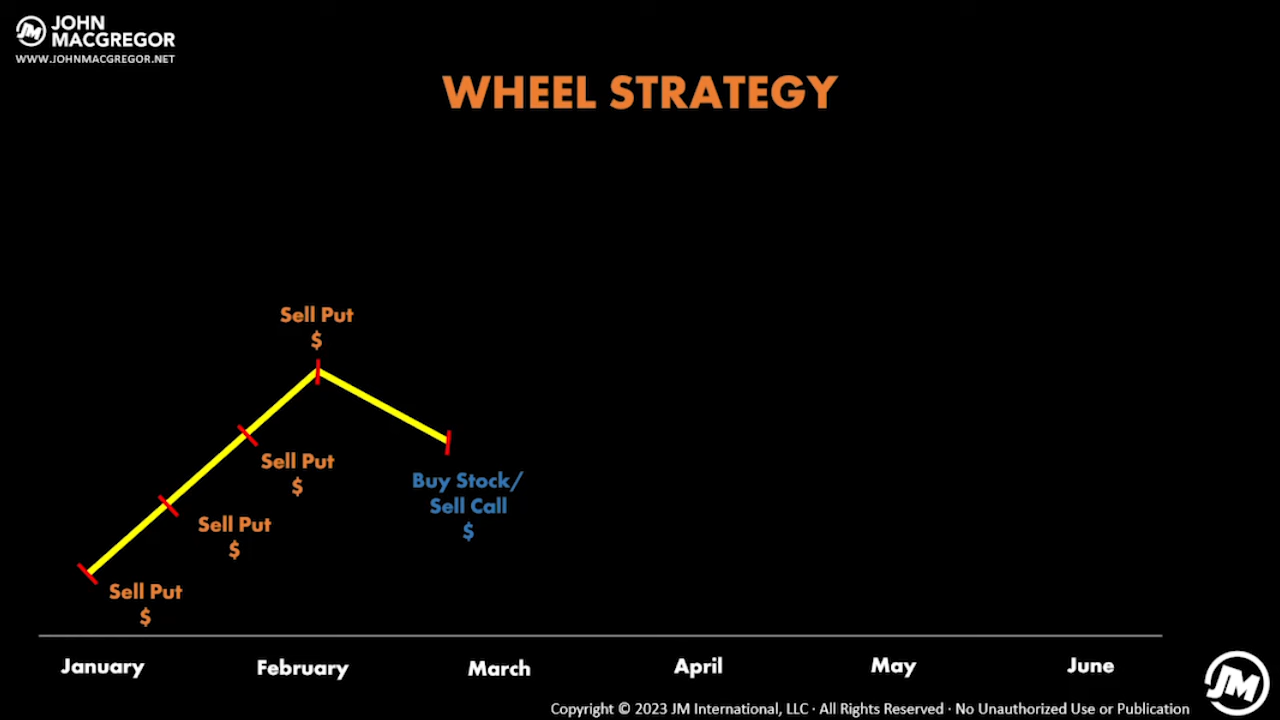 JM JOHN
MACGREGOR
WWW.JOHNMACGREGOR.NET
WHEEL STRATEGY
Sell Put
$
Sell Put
$
Sell Put
$
Sell Put
$
Buy Stock/
Sell Call
$
January February March April May June
JM
Copyright © 2023 JM International, LLC · All Rights Reserved · No Unauthorized Use or Publication